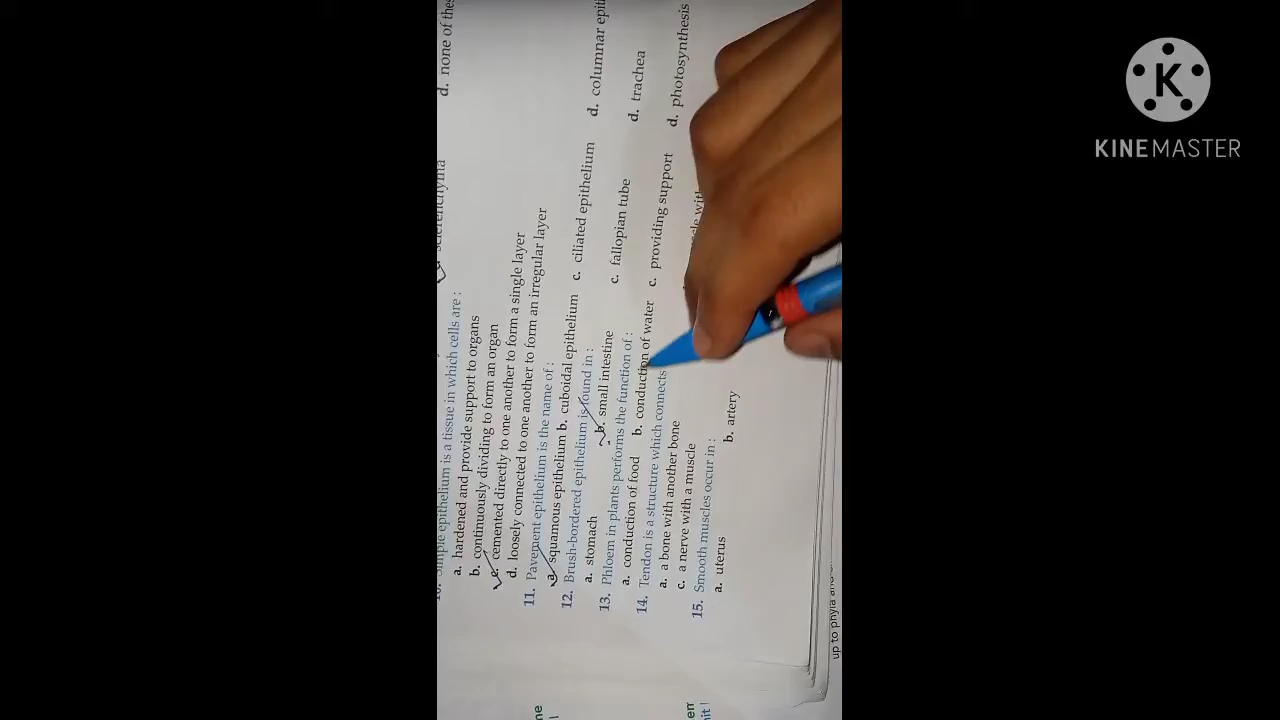 sclerenchyma
d. none of thes
Simple epithelium is a tissue in which cells are :
a. hardened and provide support to organs
b. continuously dividing to form an organ
c. cemented directly to one another to form a single layer
d. loosely connected to one another to form an irregular layer
11. Pavement epithelium is the name of :
a. squamous epithelium b. cuboidal epithelium c. ciliated epithelium d. columnar epit
12. Brush-bordered epithelium is found in :
a. stomach b. small intestine c. fallopian tube d. trachea
13. Phloem in plants performs the function of :
a. conduction of food b. conduction of water c. providing support d. photosynthesis
14. Tendon is a structure which connects
a. a bone with another bone
c. a nerve with a muscle
15. Smooth muscles occur in :
a. uterus b. artery
up to phyla and
KINEMASTER